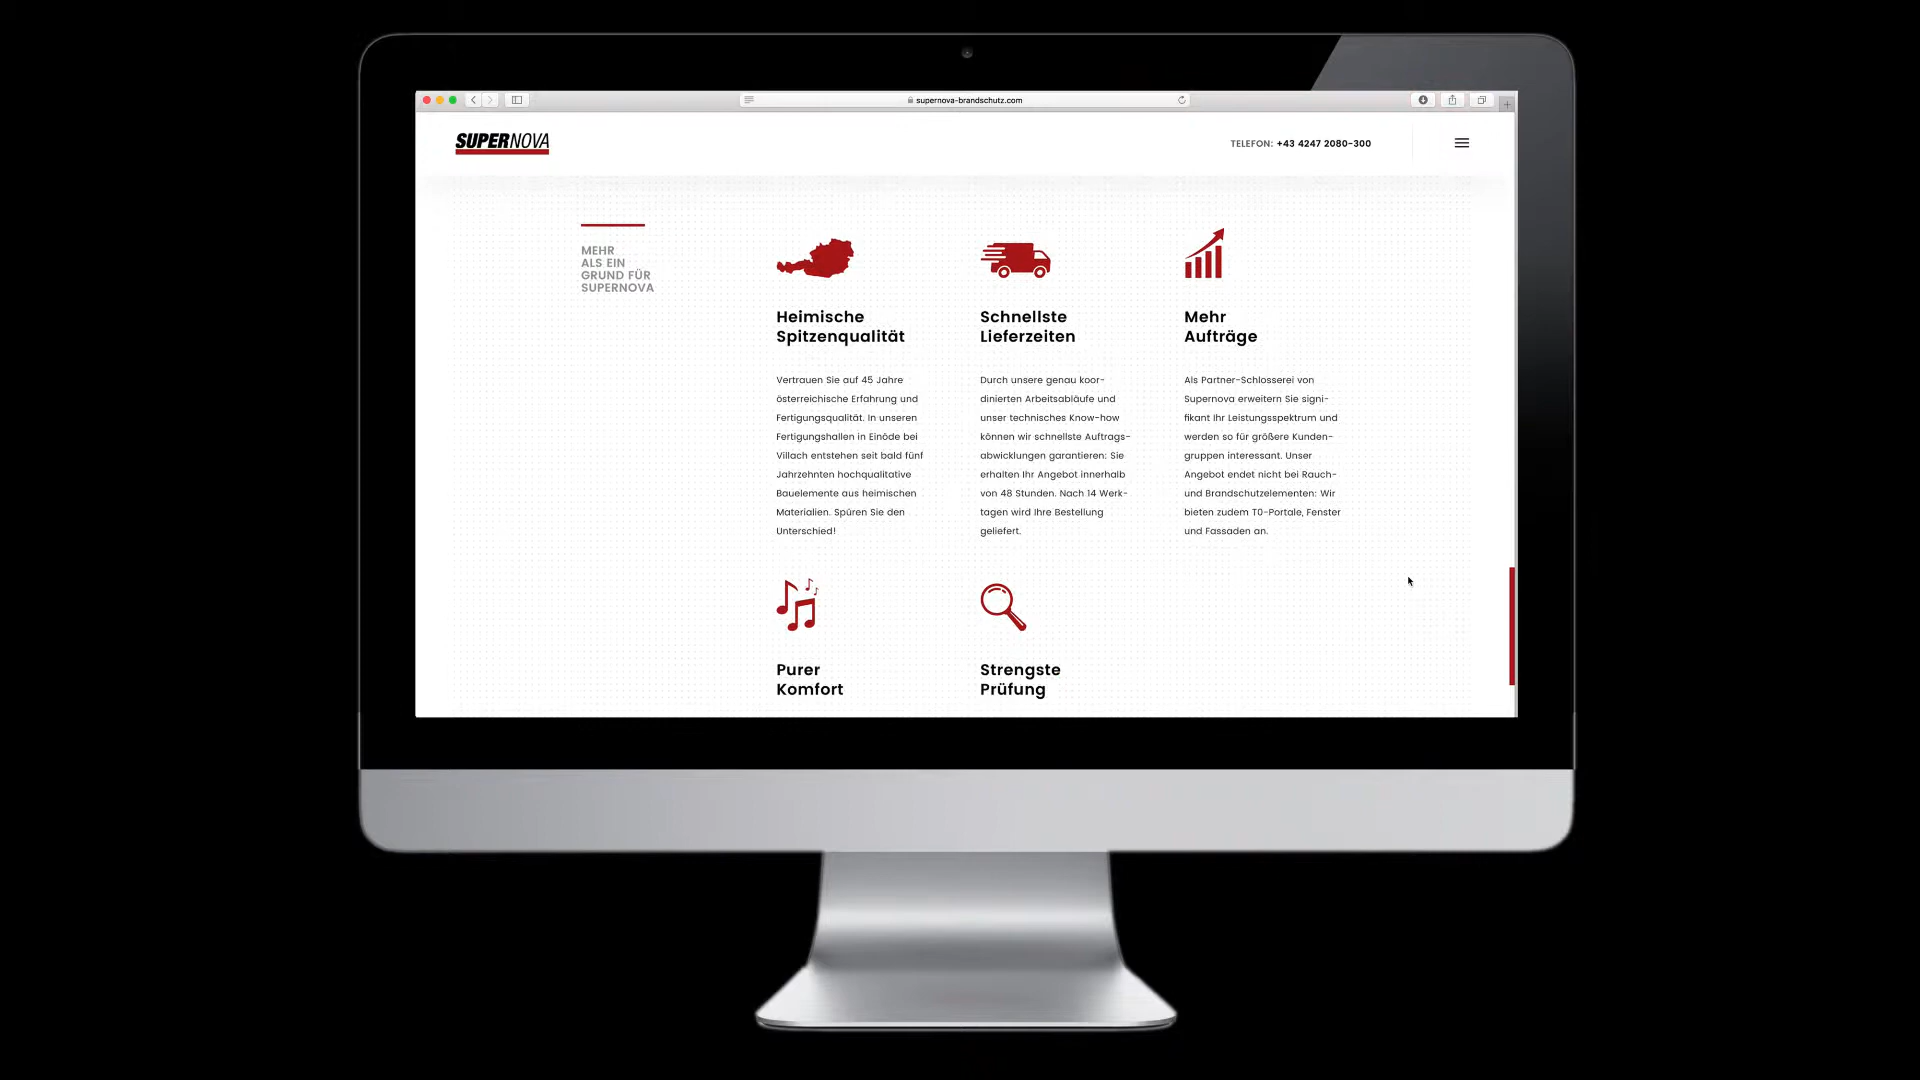 supernova-brandschutz.com
SUPERNOVA
TELEFON: +43 4247 2080-300
MEHR
ALS EIN
GRUND FÜR
SUPERNOVA
Heimische
Spitzenqualität
Vertrauen Sie auf 45 Jahre
österreichische Erfahrung und
Fertigungsqualität. In unseren
Fertigungshallen in Einöde bei
Villach entstehen seit bald fünf
Jahrzehnten hochqualitative
Bauelemente aus heimischen
Materialien. Spüren Sie den
Unterschied!
Schnellste
Lieferzeiten
Durch unsere genau koor-
dinierten Arbeitsabläufe und
unser technisches Know-how
können wir schnellste Auftrags-
abwicklungen garantieren: Sie
erhalten Ihr Angebot innerhalb
von 48 Stunden. Nach 14 Werk-
tagen wird Ihre Bestellung
geliefert.
Mehr
Aufträge
Als Partner-Schlosserei von
Supernova erweitern Sie signi-
fikant Ihr Leistungsspektrum und
werden so für größere Kunden-
gruppen interessant. Unser
Angebot endet nicht bei Rauch-
und Brandschutzelementen: Wir
bieten zudem T0-Portale, Fenster
und Fassaden an.
Purer
Komfort
Strengste
Prüfung